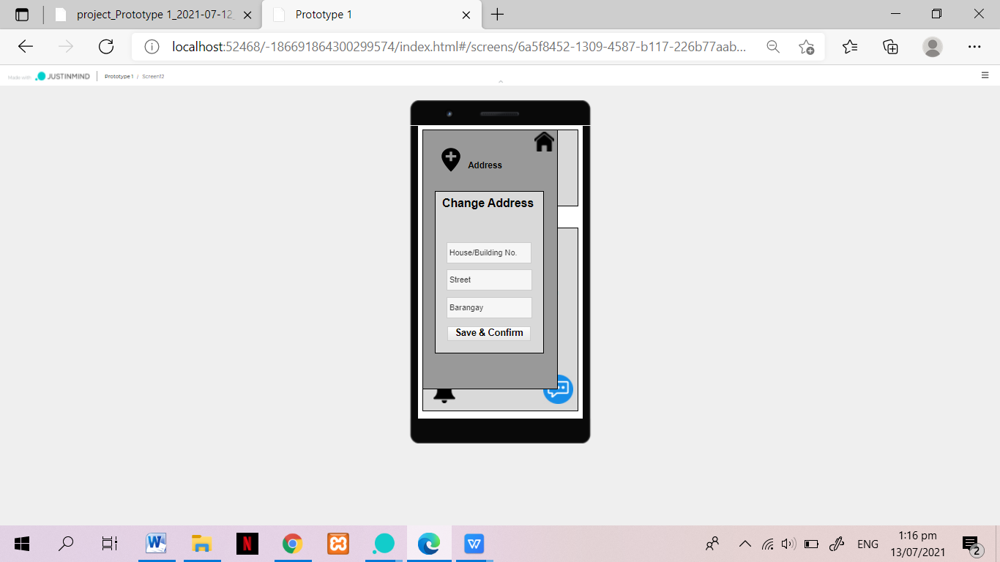 project_Prototype 1_2021-07-12
Prototype 1
localhost:52468/-186691864300299574/index.html#/screens/6a5f8452-1309-4587-b117-226b77aab...
Made with JUSTINMIND Prototype 1 / Screen12
Address
Change Address
House/Building No.
Street
Barangay
Save & Confirm
W
N
W
ENG
1:16 pm
13/07/2021
2